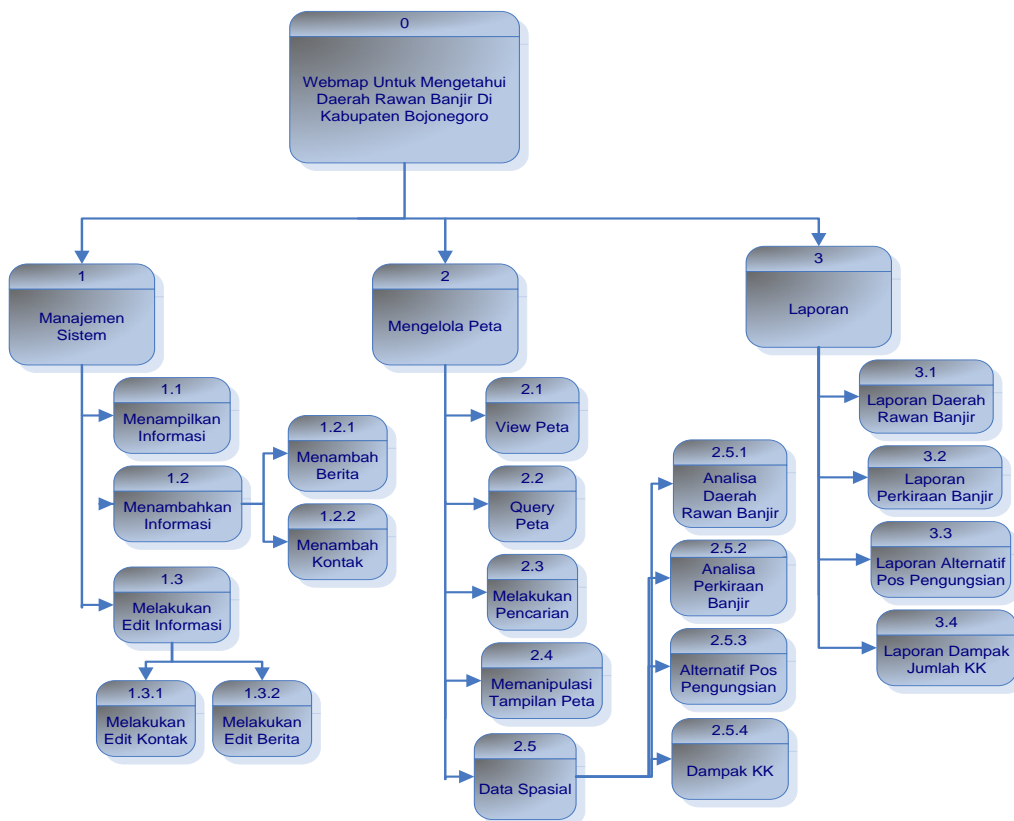 0
Webmap Untuk Mengetahui
Daerah Rawan Banjir Di
Kabupaten Bojonegoro
1
Manajemen
Sistem
1.1
Menampilkan
Informasi
1.2
Menambahkan
Informasi
1.2.1
Menambah
Berita
1.2.2
Menambah
Kontak
1.3
Melakukan
Edit Informasi
1.3.1
Melakukan
Edit Kontak
1.3.2
Melakukan
Edit Berita
2
Mengelola Peta
2.1
View Peta
2.2
Query
Peta
2.3
Melakukan
Pencarian
2.4
Memanipulasi
Tampilan Peta
2.5
Data Spasial
2.5.1
Analisa
Daerah
Rawan Banjir
2.5.2
Analisa
Perkiraan
Banjir
2.5.3
Alternatif Pos
Pengungsian
2.5.4
Dampak KK
3
Laporan
3.1
Laporan Daerah
Rawan Banjir
3.2
Laporan
Perkiraan Banjir
3.3
Laporan Alternatif
Pos Pengungsian
3.4
Laporan Dampak
Jumlah KK